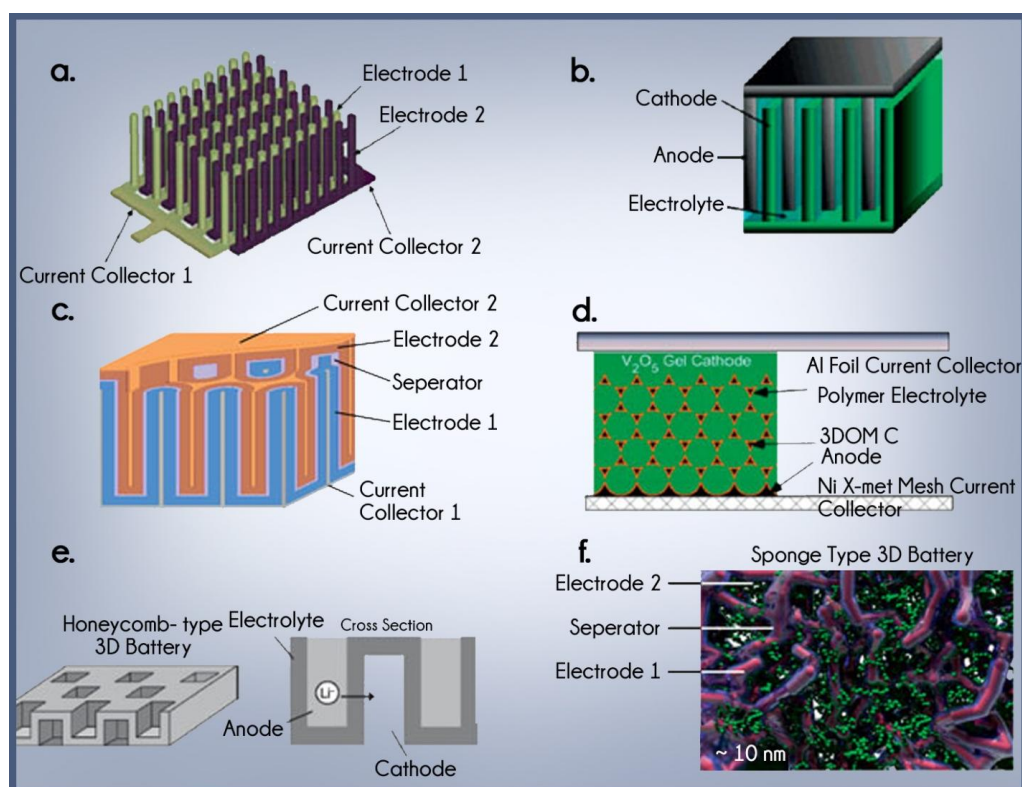 a.
Electrode 1
Electrode 2
Current Collector 1
Current Collector 2
b.
Cathode
Anode
Electrolyte
c.
Current Collector 2
Electrode 2
Seperator
Electrode 1
Current
Collector 1
d.
V₂O₅ Gel Cathode
Al Foil Current Collector
Polymer Electrolyte
3DOM C
Anode
Ni X-met Mesh Current
Collector
e.
Honeycomb- type
3D Battery
Electrolyte
Cross Section
Anode
Cathode
f.
Sponge Type 3D Battery
Electrode 2
Seperator
Electrode 1
~ 10 nm